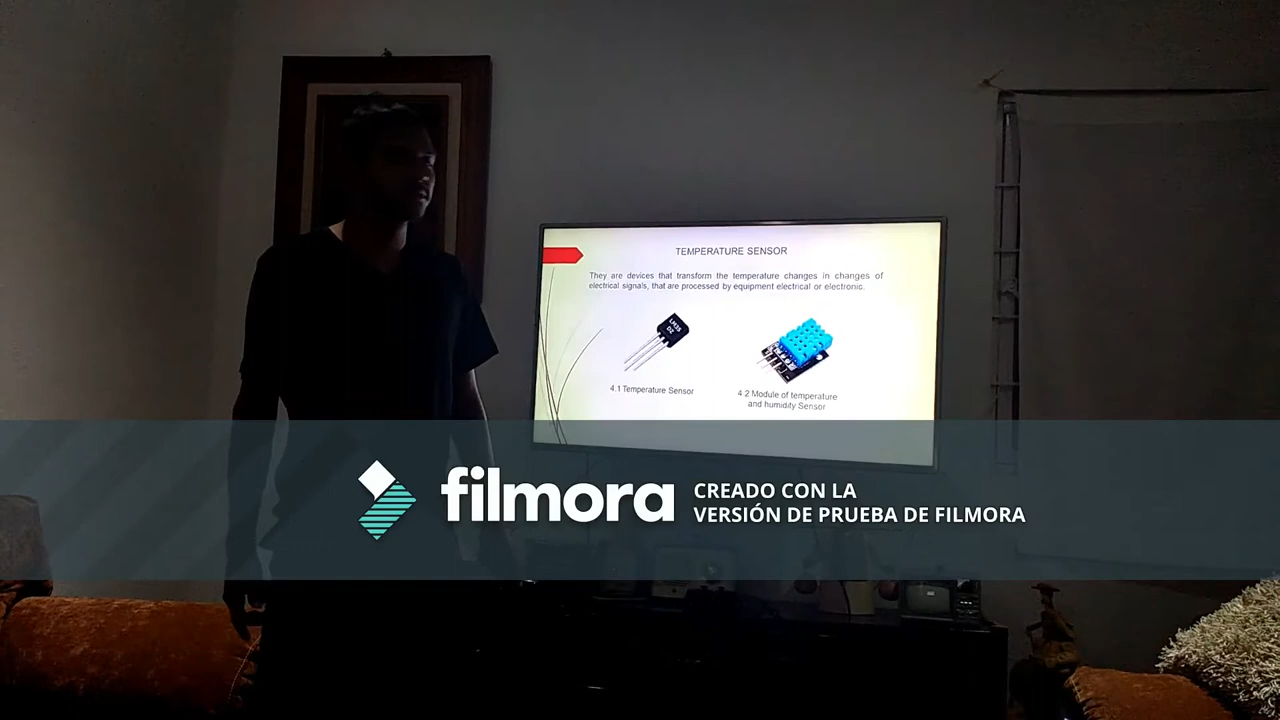 TEMPERATURE SENSOR
They are devices that transform the temperature changes in changes of
electrical signals, that are processed by equipment electrical or electronic.
LM35
DZ
4.1 Temperature Sensor
4.2 Module of temperature
and humidity Sensor
filmora
CREADO CON LA
VERSIÓN DE PRUEBA DE FILMORA